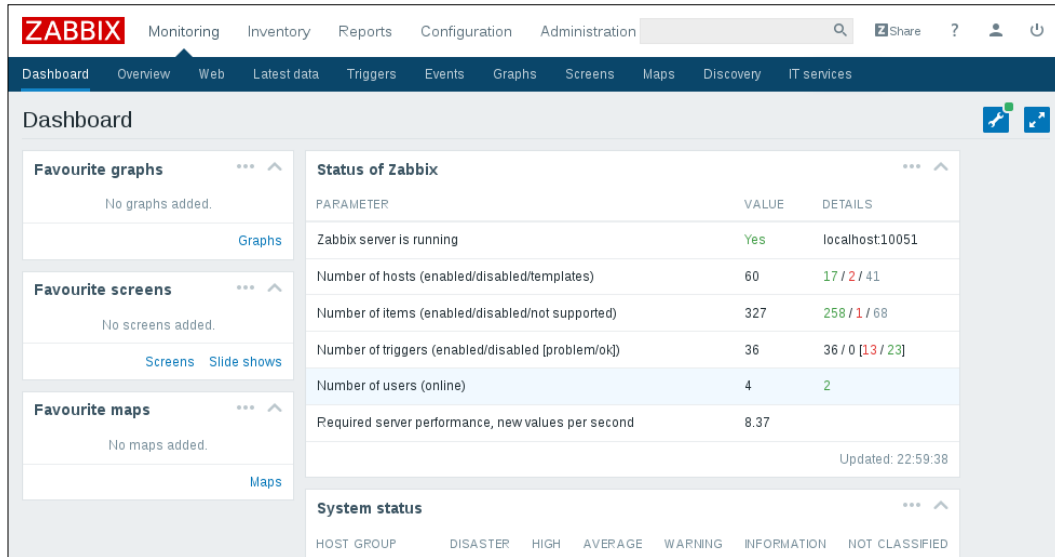 ZABBIX Monitoring Inventory Reports Configuration Administration Z Share ?
Dashboard Overview Web Latest data Triggers Events Graphs Screens Maps Discovery IT services
Dashboard
Favourite graphs
No graphs added.
Graphs
Favourite screens
No screens added.
Screens Slide shows
Favourite maps
No maps added.
Maps
Status of Zabbix
PARAMETER VALUE DETAILS
Zabbix server is running Yes localhost:10051
Number of hosts (enabled/disabled/templates) 60 17 / 2 / 41
Number of items (enabled/disabled/not supported) 327 258 / 1 / 68
Number of triggers (enabled/disabled [problem/ok]) 36 36 / 0 [13 / 23]
Number of users (online) 4 2
Required server performance, new values per second 8.37
Updated: 22:59:38
System status
HOST GROUP DISASTER HIGH AVERAGE WARNING INFORMATION NOT CLASSIFIED